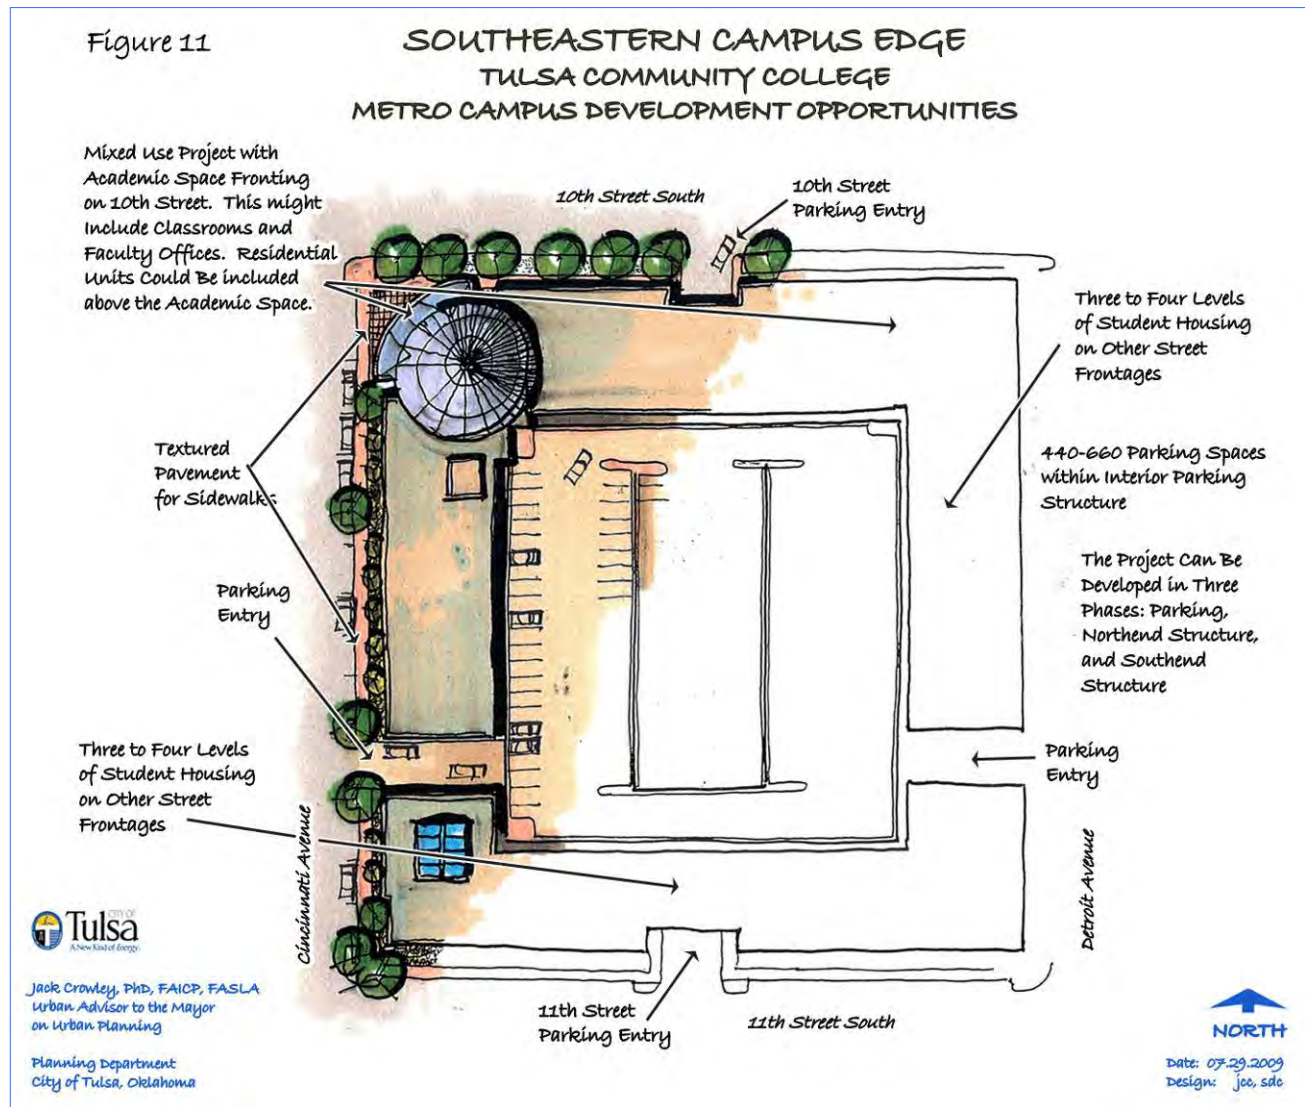 Figure 11
SOUTHEASTERN CAMPUS EDGE
TULSA COMMUNITY COLLEGE
METRO CAMPUS DEVELOPMENT OPPORTUNITIES
Mixed Use Project with
Academic Space Fronting
on 10th Street. This might
Include Classrooms and
Faculty Offices. Residential
Units Could Be included
above the Academic Space.
10th Street South
10th Street
Parking Entry
Three to Four Levels
of Student Housing
on Other Street
Frontages
Textured
Pavement
for Sidewalks
440-660 Parking Spaces
within Interior Parking
Structure
The Project Can Be
Developed in Three
Phases: Parking,
Northend Structure,
and Southend
Structure
Parking
Entry
Three to Four Levels
of Student Housing
on Other Street
Frontages
Parking
Entry
Cincinnati Avenue
Detroit Avenue
CITY OF
Tulsa
A New Kind of Energy.
Jack Crowley, PhD, FAICP, FASLA
Urban Advisor to the Mayor
on Urban Planning
Planning Department
City of Tulsa, Oklahoma
11th Street
Parking Entry
11th Street South
NORTH
Date: 07.29.2009
Design: jcc, sdc